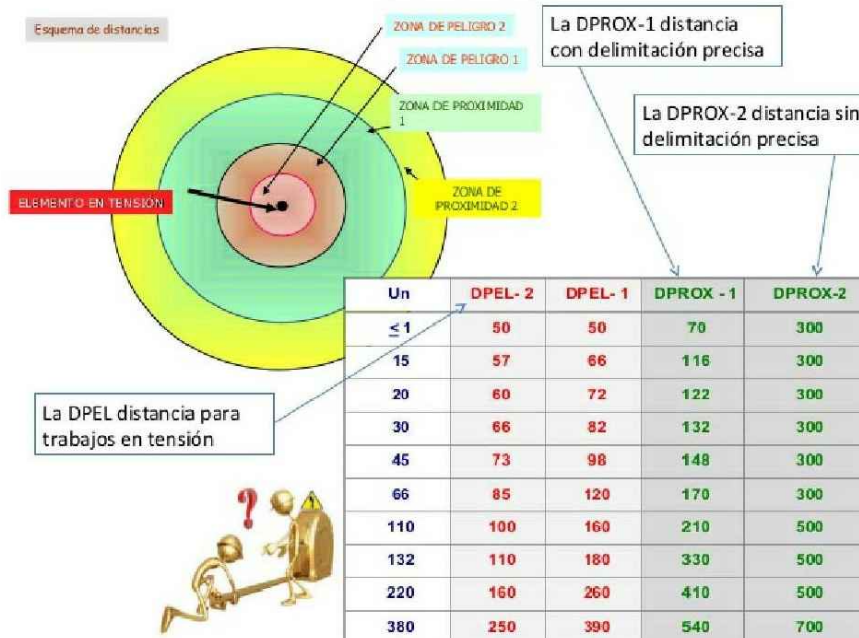 Esquema de distancias
ZONA DE PELIGRO 2
ZONA DE PELIGRO 1
ZONA DE PROXIMIDAD
1
ZONA DE
PROXIMIDAD 2
ELEMENTO EN TENSIÓN
La DPROX-1 distancia
con delimitación precisa
La DPROX-2 distancia sin
delimitación precisa
La DPEL distancia para
trabajos en tensión
Un DPEL- 2 DPEL- 1 DPROX - 1 DPROX-2
≤ 1 50 50 70 300
15 57 66 116 300
20 60 72 122 300
30 66 82 132 300
45 73 98 148 300
66 85 120 170 300
110 100 160 210 500
132 110 180 330 500
220 160 260 410 500
380 250 390 540 700
?